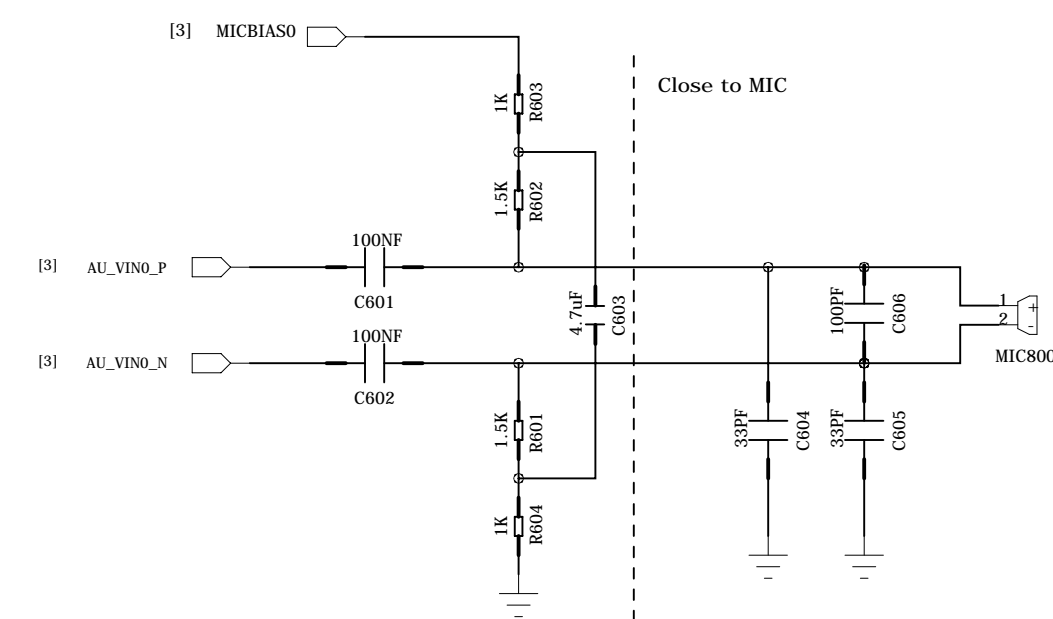 [3] MICBIAS0
Close to MIC
1K
R603
1.5K
R602
100NF
[3] AU_VIN0_P
C601
4.7uF
C603
100PF
C606
1
+
2
-
MIC800
100NF
[3] AU_VIN0_N
C602
1.5K
R601
33PF
C604
33PF
C605
1K
R604